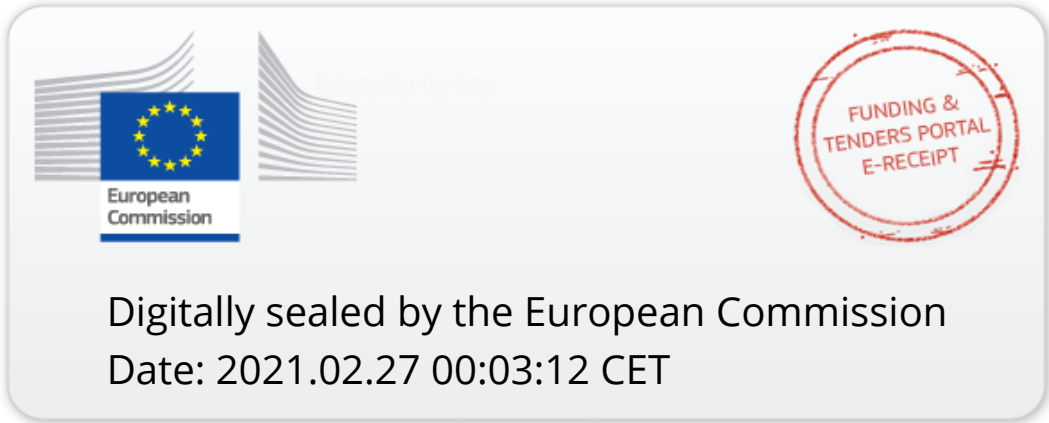 European
Commission
FUNDING &
TENDERS PORTAL
E-RECEIPT
Digitally sealed by the European Commission
Date: 2021.02.27 00:03:12 CET